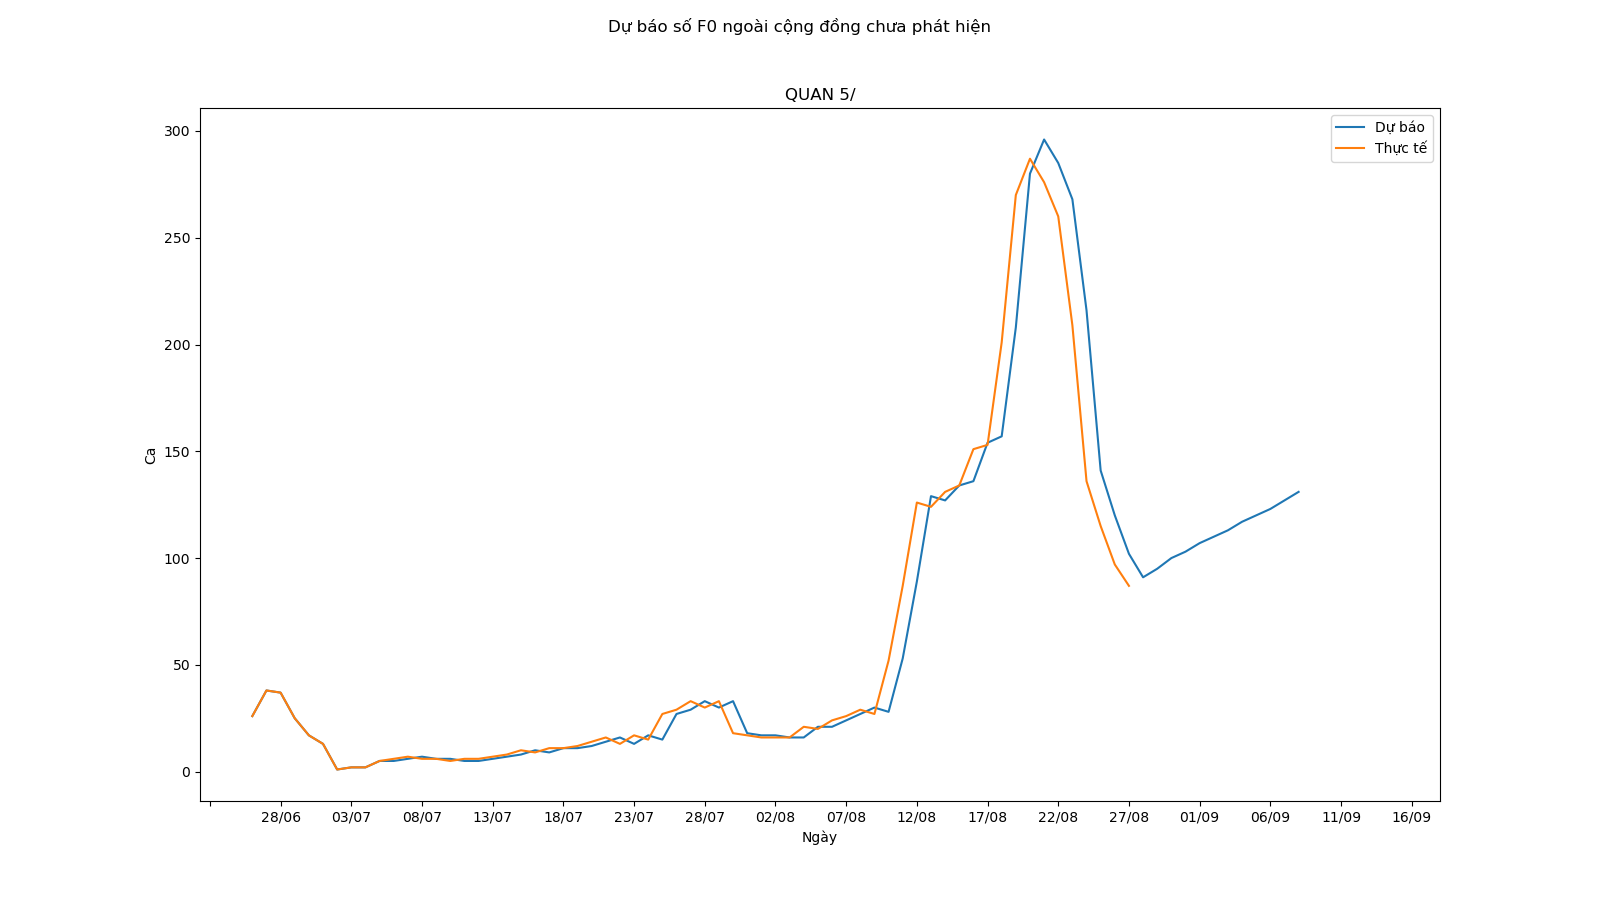 Dự báo số F0 ngoài cộng đồng chưa phát hiện
QUAN 5/
Dự báo
Thực tế
300
250
200
150
100
50
0
Ca
28/06 03/07 08/07 13/07 18/07 23/07 28/07 02/08 07/08 12/08 17/08 22/08 27/08 01/09 06/09 11/09 16/09
Ngày